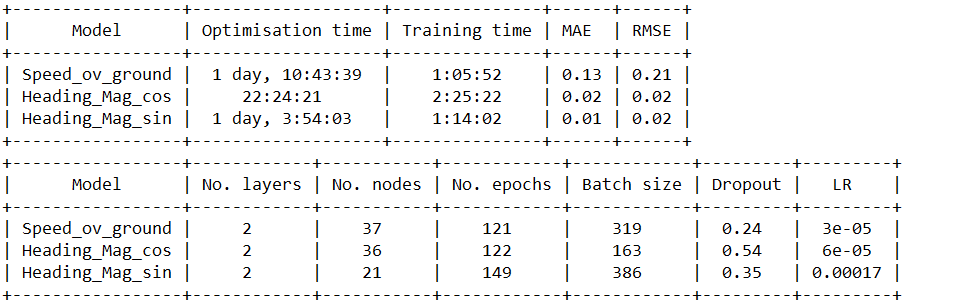 +------------------+-------------------+---------------+------+------+
|      Model       | Optimisation time | Training time | MAE  | RMSE |
+------------------+-------------------+---------------+------+------+
| Speed_ov_ground  |  1 day, 10:43:39  |    1:05:52    | 0.13 | 0.21 |
| Heading_Mag_cos  |     22:24:21      |    2:25:22    | 0.02 | 0.02 |
| Heading_Mag_sin  |  1 day, 3:54:03   |    1:14:02    | 0.01 | 0.02 |
+------------------+-------------------+---------------+------+------+
+------------------+------------+-----------+------------+------------+---------+---------+
|      Model       | No. layers | No. nodes | No. epochs | Batch size | Dropout |   LR    |
+------------------+------------+-----------+------------+------------+---------+---------+
| Speed_ov_ground  |     2      |    37     |    121     |    319     |  0.24   |  3e-05  |
| Heading_Mag_cos  |     2      |    36     |    122     |    163     |  0.54   |  6e-05  |
| Heading_Mag_sin  |     2      |    21     |    149     |    386     |  0.35   | 0.00017 |
+------------------+------------+-----------+------------+------------+---------+---------+